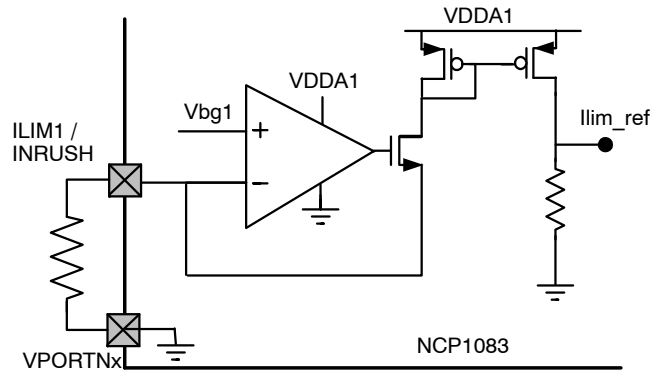 VDDA1
VDDA1
Vbg1
+
ILIM1 /
INRUSH
Ilim_ref
−
NCP1083
VPORTNx